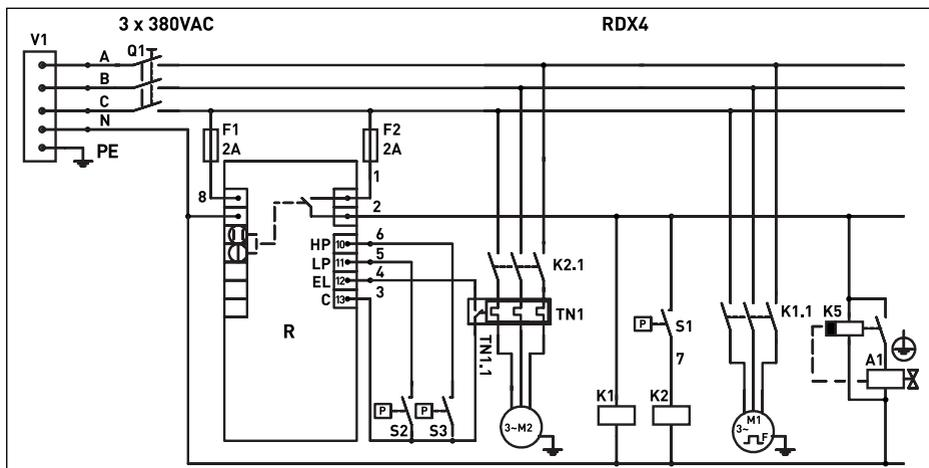 3 x 380VAC
RDX4
V1
Q1
A
B
C
N
PE
F1
2A
F2
2A
1
8
2
HP
10
6
LP
11
5
EL
12
4
C
13
3
R
K2.1
TN1
TN1.1
P
S2
P
S3
3~M2
P
S1
7
K1
K2
K1.1
M1
3~
F
K5
A1